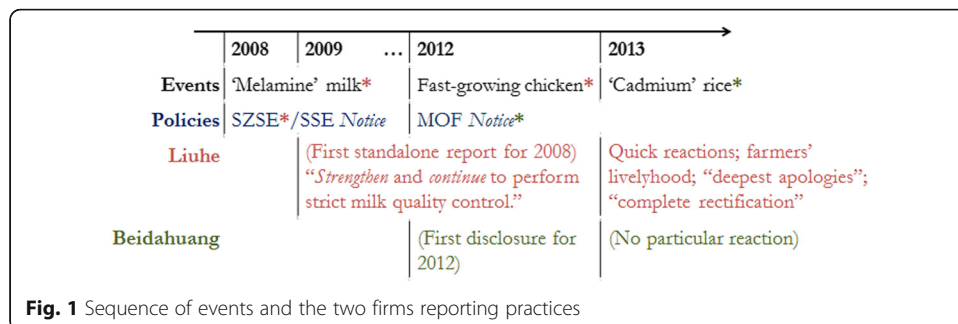 2008 2009 … 2012 2013
Events 'Melamine' milk* Fast-growing chicken* 'Cadmium' rice*
Policies SZSE*/SSE Notice MOF Notice*
Liuhe (First standalone report for 2008) Quick reactions; farmers'
"Strengthen and continue to perform livelyhood; "deepest apologies";
strict milk quality control." "complete rectification"
Beidahuang (First disclosure for (No particular reaction)
2012)
Fig. 1 Sequence of events and the two firms reporting practices